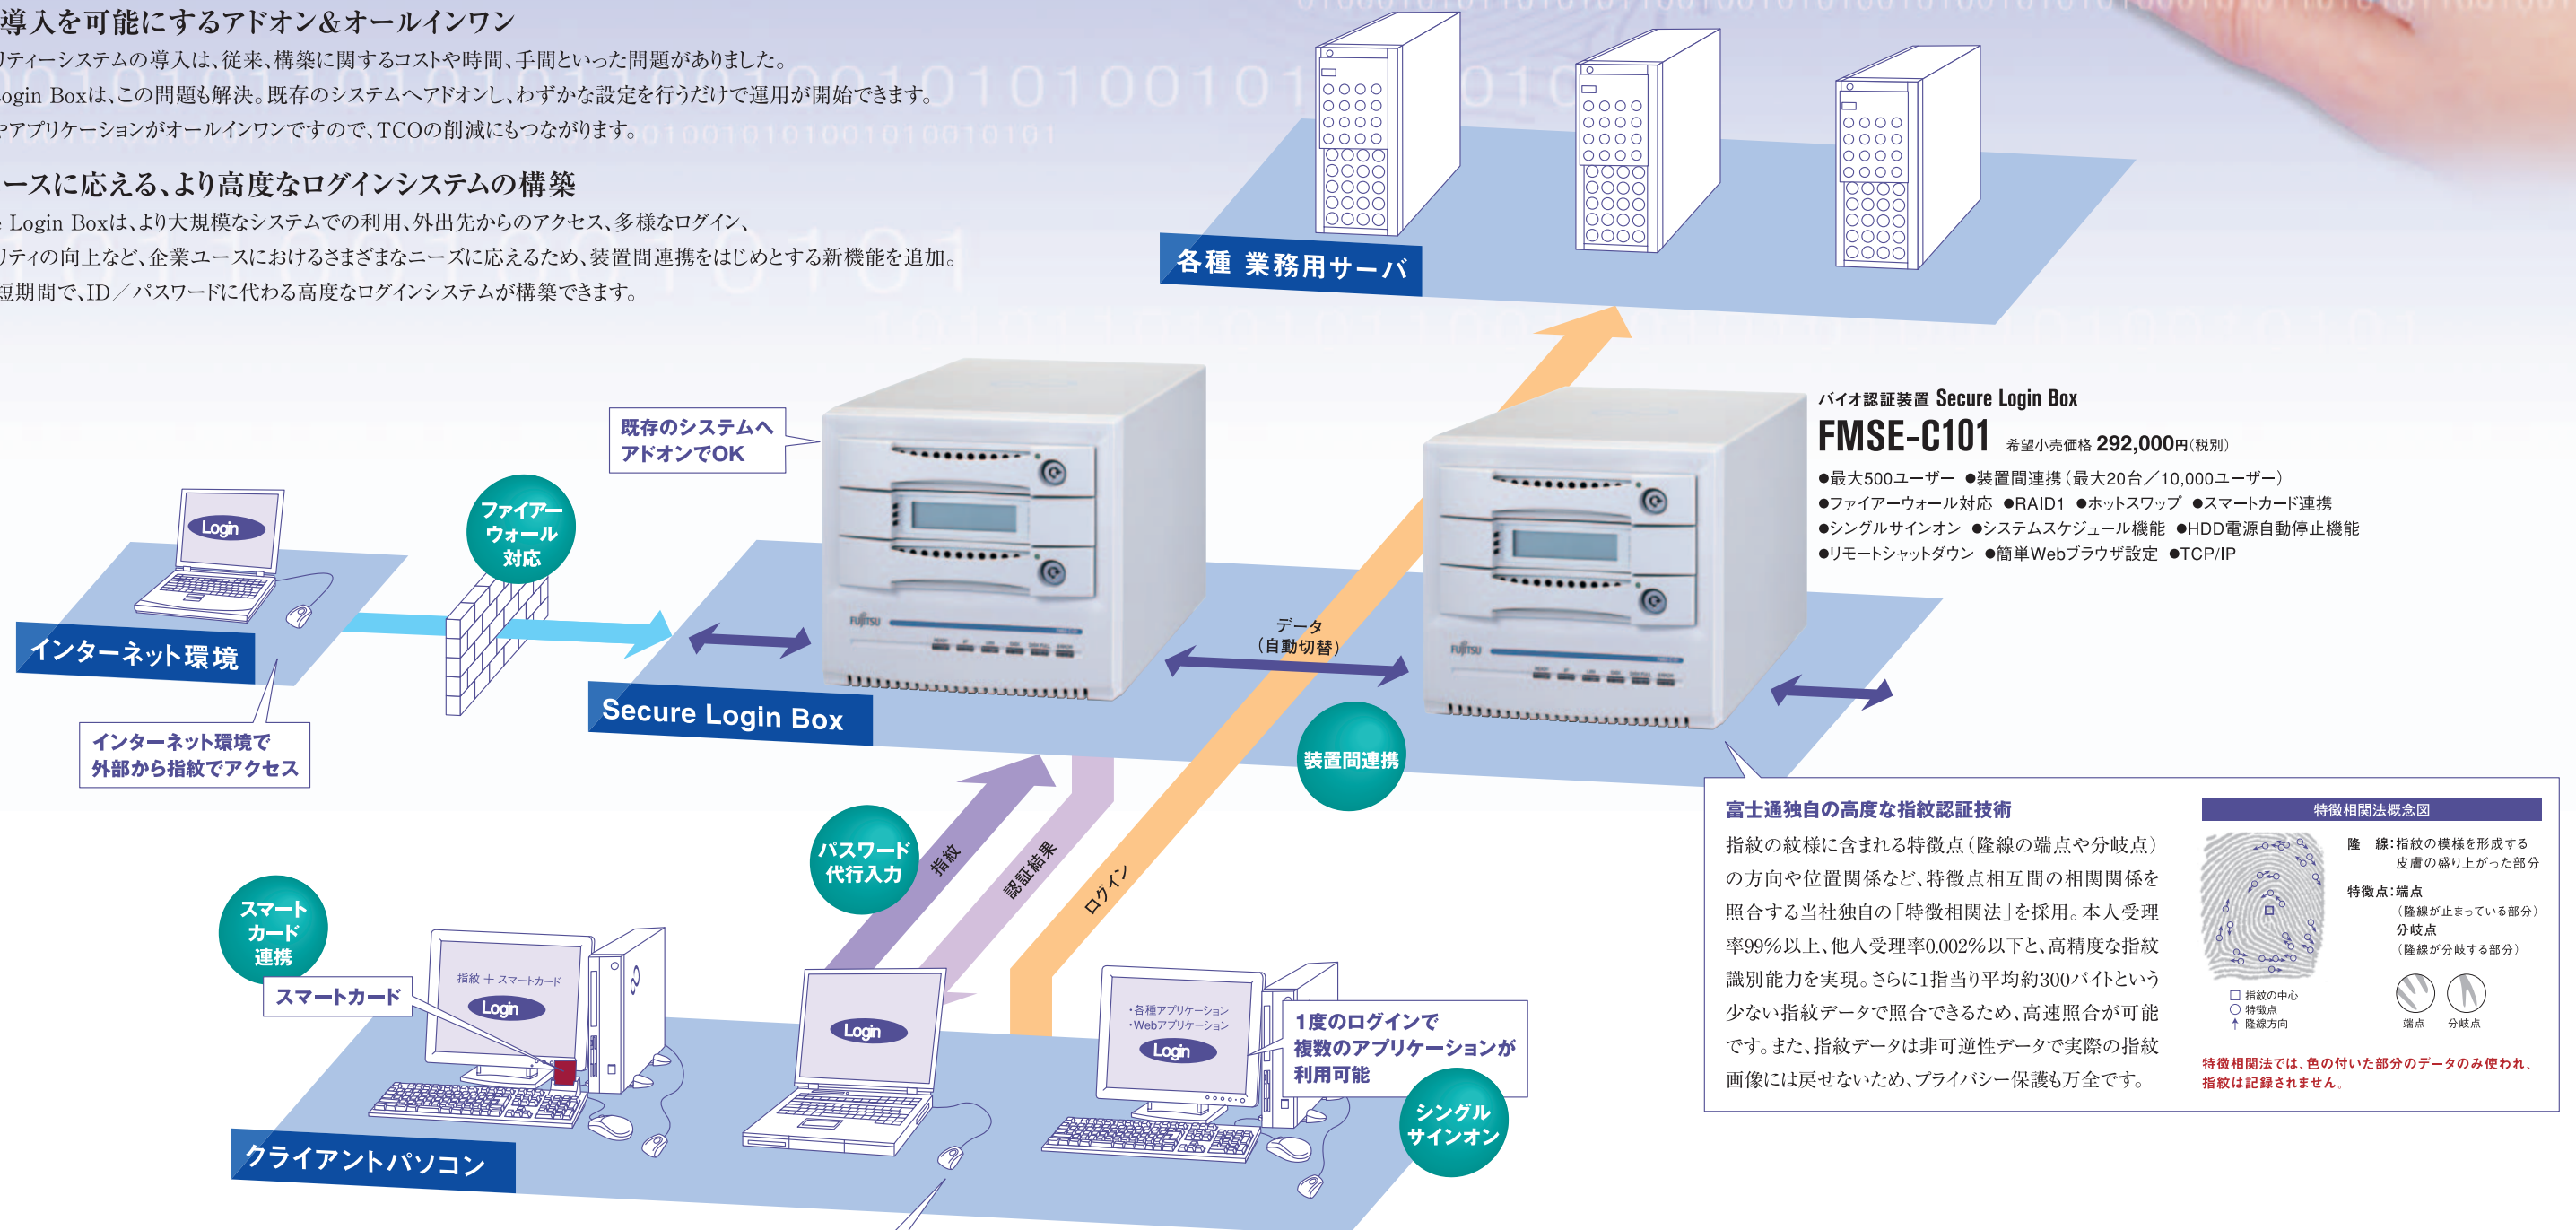 導入を可能にするアドオン&オールインワン
リティーシステムの導入は、従来、構築に関するコストや時間、手間といった問題がありました。
Login Boxは、この問題も解決。既存のシステムへアドオンし、わずかな設定を行うだけで運用が開始できます。
やアプリケーションがオールインワンですので、TCOの削減にもつながります。
ースに応える、より高度なログインシステムの構築
e Login Boxは、より大規模なシステムでの利用、外出先からのアクセス、多様なログイン、
リティの向上など、企業ユースにおけるさまざまなニーズに応えるため、装置間連携をはじめとする新機能を追加。
短期間で、ID/パスワードに代わる高度なログインシステムが構築できます。
各種 業務用サーバ
既存のシステムへ
アドオンでOK
バイオ認証装置 Secure Login Box
FMSE-C101 希望小売価格 292,000円(税別)
●最大500ユーザー ●装置間連携(最大20台/10,000ユーザー)
●ファイアーウォール対応 ●RAID1 ●ホットスワップ ●スマートカード連携
●シングルサインオン ●システムスケジュール機能 ●HDD電源自動停止機能
●リモートシャットダウン ●簡単Webブラウザ設定 ●TCP/IP
Login
ファイアー
ウォール
対応
インターネット環境
インターネット環境で
外部から指紋でアクセス
FUJITSU
FUJITSU
データ
(自動切替)
Secure Login Box
装置間連携
パスワード
代行入力
指紋
認証結果
ログイン
スマート
カード
連携
スマートカード
指紋 + スマートカード
Login
Login
・各種アプリケーション
・Webアプリケーション
Login
1度のログインで
複数のアプリケーションが
利用可能
シングル
サインオン
クライアントパソコン
富士通独自の高度な指紋認証技術
指紋の紋様に含まれる特徴点(隆線の端点や分岐点)
の方向や位置関係など、特徴点相互間の相関関係を
照合する当社独自の「特徴相関法」を採用。本人受理
率99%以上、他人受理率0.002%以下と、高精度な指紋
識別能力を実現。さらに1指当り平均約300バイトという
少ない指紋データで照合できるため、高速照合が可能
です。また、指紋データは非可逆性データで実際の指紋
画像には戻せないため、プライバシー保護も万全です。
特徴相関法概念図
隆 線:指紋の模様を形成する
皮膚の盛り上がった部分
特徴点:端点
(隆線が止まっている部分)
分岐点
(隆線が分岐する部分)
□ 指紋の中心
○ 特徴点
↑ 隆線方向
端点 分岐点
特徴相関法では、色の付いた部分のデータのみ使われ、
指紋は記録されません。